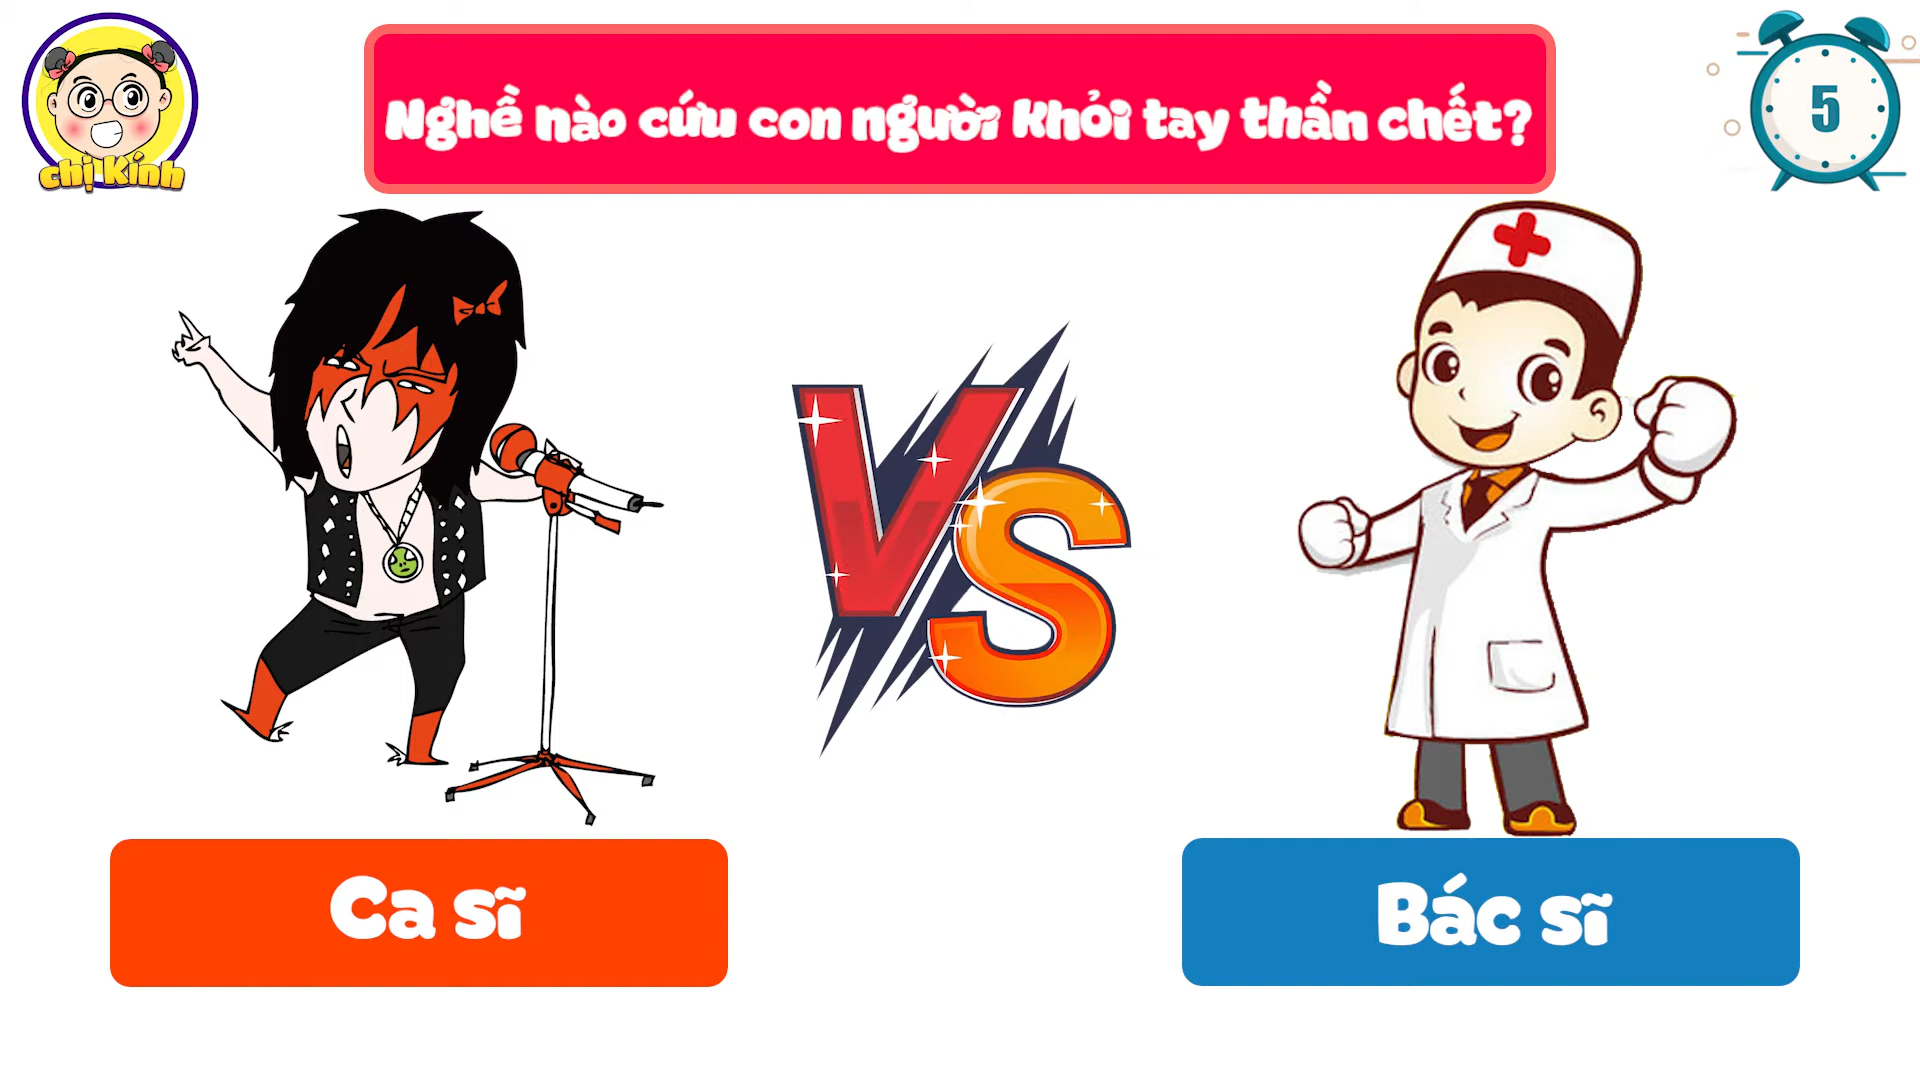 chị Kính
Nghề nào cứu con người khỏi tay thần chết?
5
VS
Ca sĩ
Bác sĩ